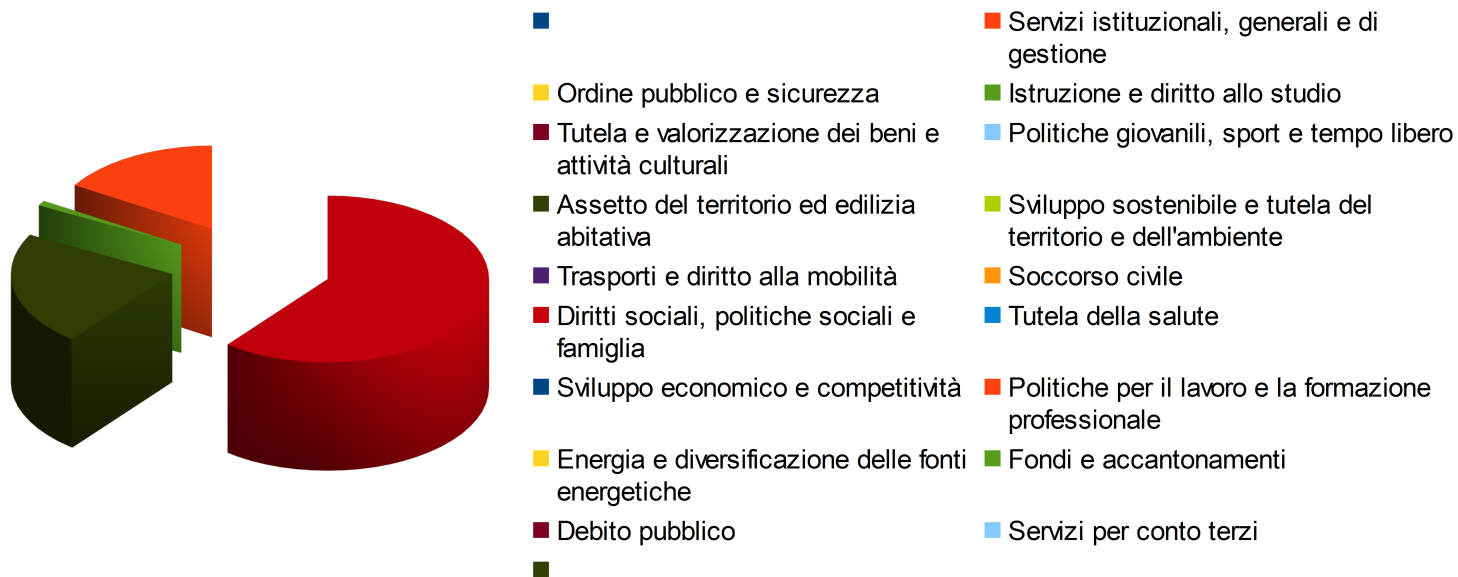 Servizi istituzionali, generali e di
gestione
Ordine pubblico e sicurezza
Istruzione e diritto allo studio
Tutela e valorizzazione dei beni e
attività culturali
Politiche giovanili, sport e tempo libero
Assetto del territorio ed edilizia
abitativa
Sviluppo sostenibile e tutela del
territorio e dell'ambiente
Trasporti e diritto alla mobilità
Soccorso civile
Diritti sociali, politiche sociali e
famiglia
Tutela della salute
Sviluppo economico e competitività
Politiche per il lavoro e la formazione
professionale
Energia e diversificazione delle fonti
energetiche
Fondi e accantonamenti
Debito pubblico
Servizi per conto terzi